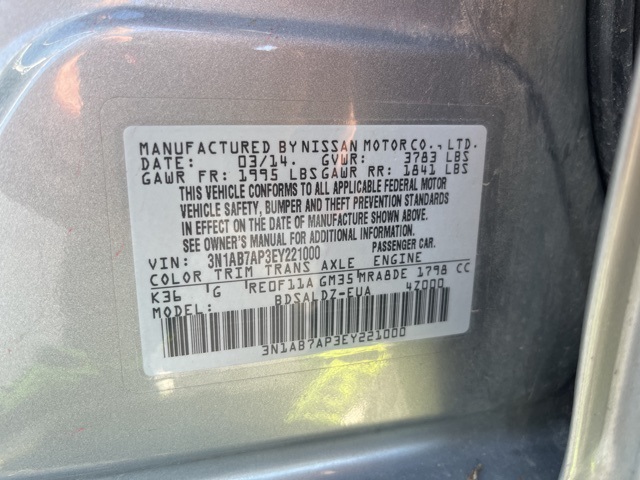 MANUFACTURED BY NISSAN MOTOR CO., LTD.
DATE: 03/14. GVWR: 3783 LBS
GAWR FR: 1995 LBS GAWR RR: 1841 LBS
THIS VEHICLE CONFORMS TO ALL APPLICABLE FEDERAL MOTOR
VEHICLE SAFETY, BUMPER AND THEFT PREVENTION STANDARDS
IN EFFECT ON THE DATE OF MANUFACTURE SHOWN ABOVE.
SEE OWNER'S MANUAL FOR ADDITIONAL INFORMATION.
VIN: 3N1AB7AP3EY221000 PASSENGER CAR.
COLOR TRIM TRANS AXLE ENGINE
K36 G RE0F11A GM35 MRA8DE 1798 CC
MODEL: BDSALDZ-EUA 4Z000
3N1AB7AP3EY221000